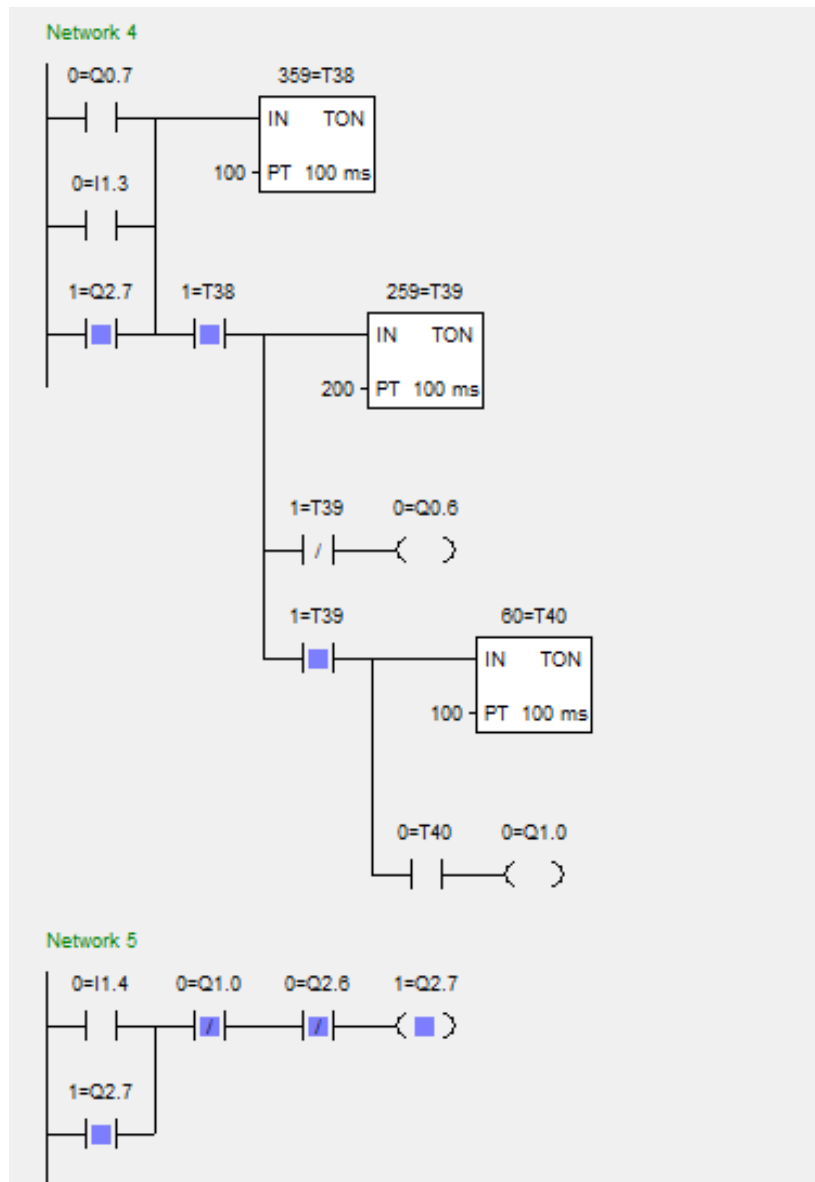 Network 4
0=Q0.7 359=T38
IN TON
100 PT 100 ms
0=I1.3
1=Q2.7 1=T38 259=T39
IN TON
200 PT 100 ms
1=T39 0=Q0.6
/
1=T39 60=T40
IN TON
100 PT 100 ms
0=T40 0=Q1.0
Network 5
0=I1.4 0=Q1.0 0=Q2.6 1=Q2.7
/ /
1=Q2.7